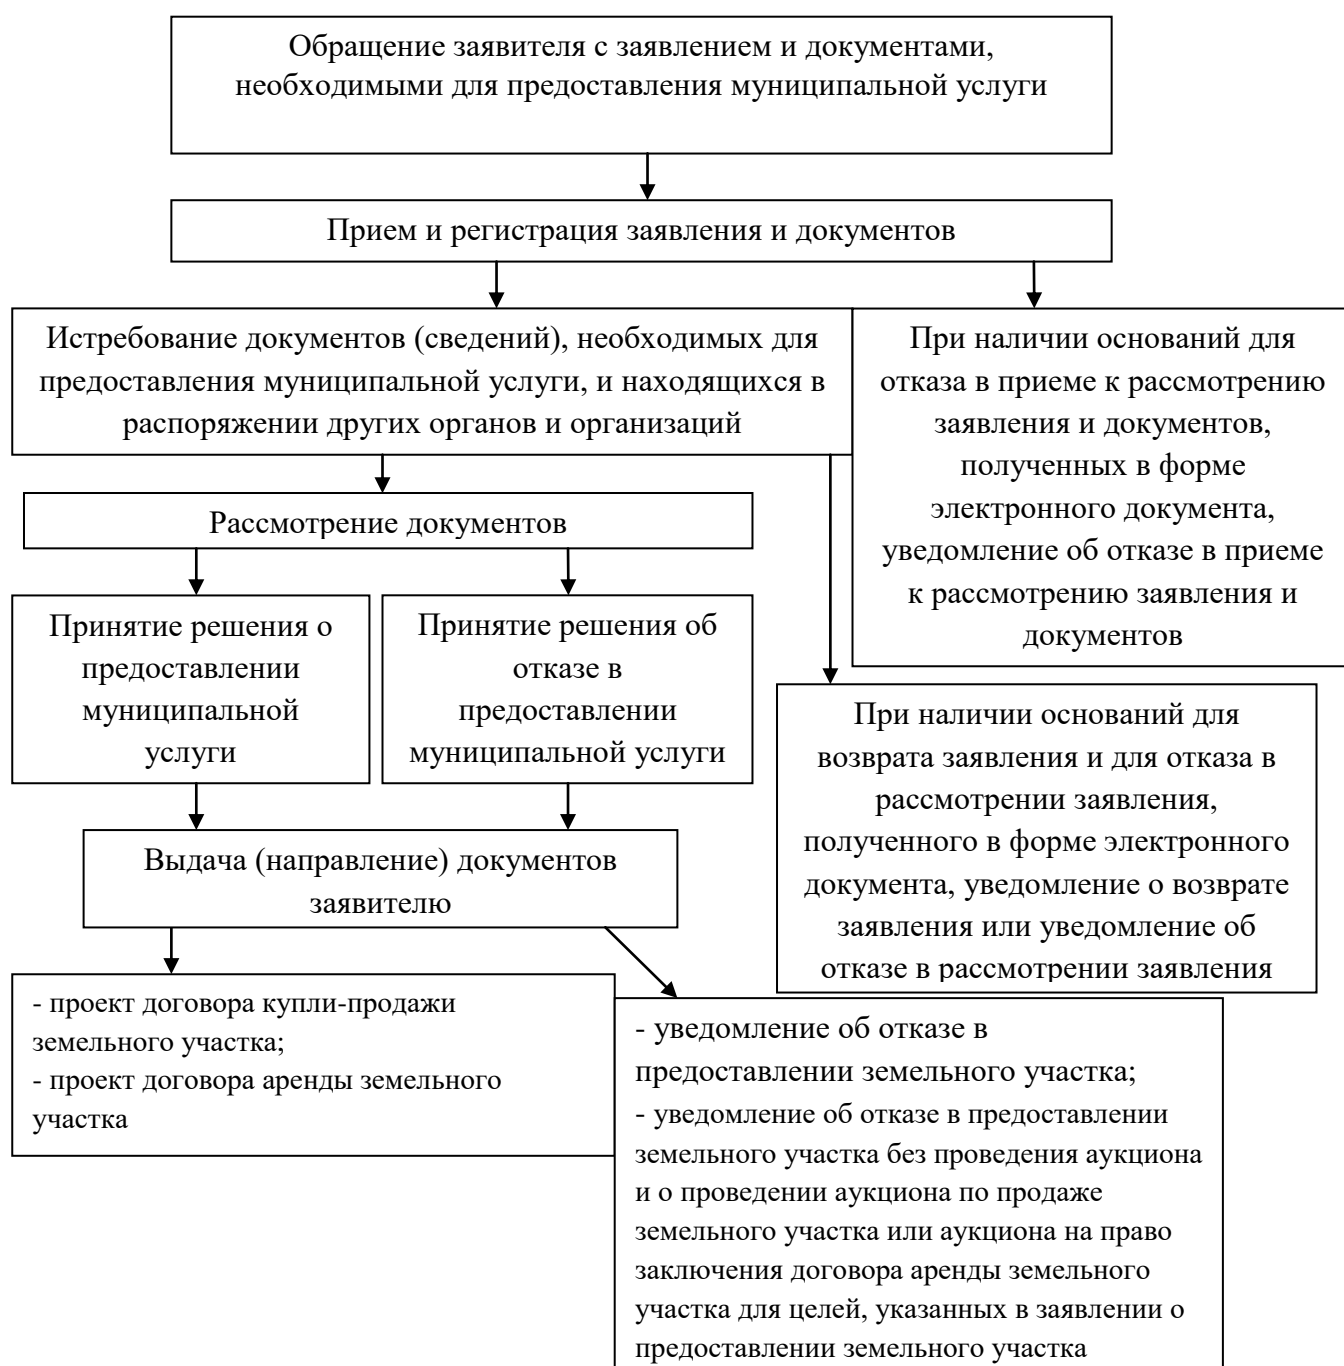 Обращение заявителя с заявлением и документами,
необходимыми для предоставления муниципальной услуги
Прием и регистрация заявления и документов
Истребование документов (сведений), необходимых для
предоставления муниципальной услуги, и находящихся в
распоряжении других органов и организаций
При наличии оснований для
отказа в приеме к рассмотрению
заявления и документов,
полученных в форме
электронного документа,
уведомление об отказе в приеме
к рассмотрению заявления и
документов
Рассмотрение документов
Принятие решения о
предоставлении
муниципальной
услуги
Принятие решения об
отказе в
предоставлении
муниципальной услуги
При наличии оснований для
возврата заявления и для отказа в
рассмотрении заявления,
полученного в форме электронного
документа, уведомление о возврате
заявления или уведомление об
отказе в рассмотрении заявления
Выдача (направление) документов
заявителю
- проект договора купли-продажи
земельного участка;
- проект договора аренды земельного
участка
- уведомление об отказе в
предоставлении земельного участка;
- уведомление об отказе в предоставлении
земельного участка без проведения аукциона
и о проведении аукциона по продаже
земельного участка или аукциона на право
заключения договора аренды земельного
участка для целей, указанных в заявлении о
предоставлении земельного участка